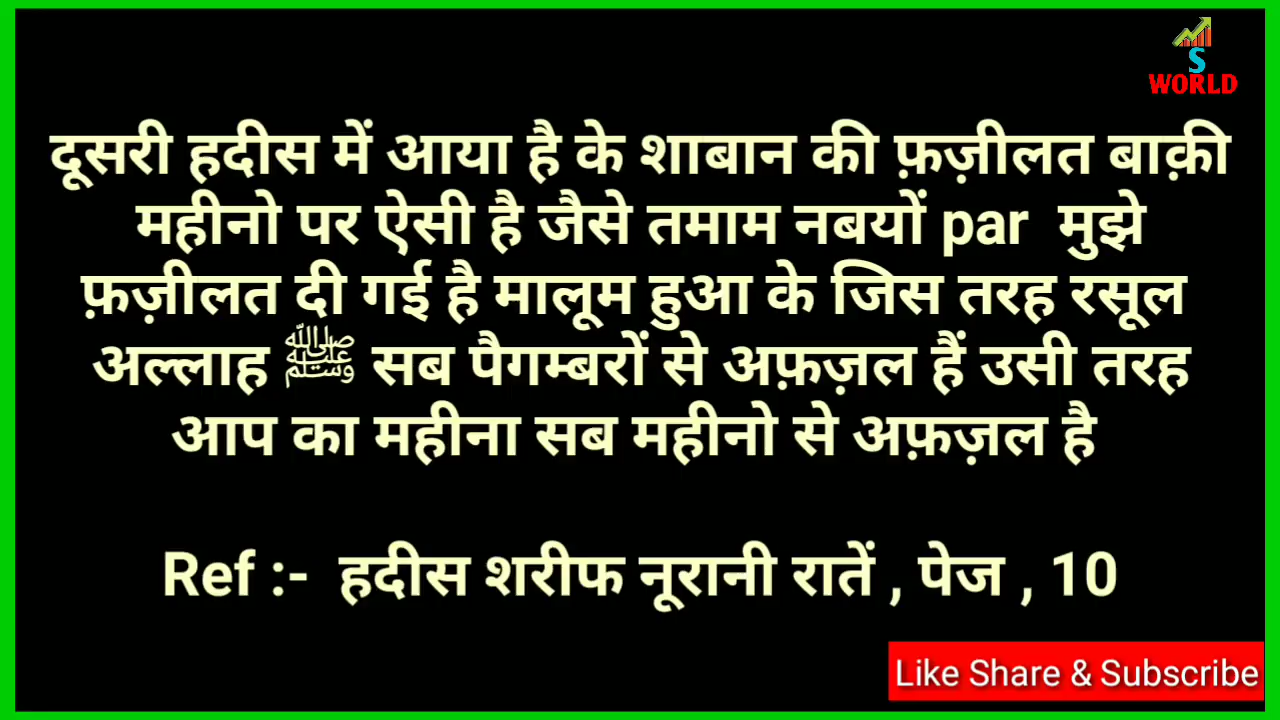 S
WORLD
दूसरी हदीस में आया है के शाबान की फ़ज़ीलत बाक़ी
महीनो पर ऐसी है जैसे तमाम नबयों par मुझे
फ़ज़ीलत दी गई है मालूम हुआ के जिस तरह रसूल
अल्लाह ﷺ सब पैगम्बरों से अफ़ज़ल हैं उसी तरह
आप का महीना सब महीनो से अफ़ज़ल है
Ref :- हदीस शरीफ नूरानी रातें , पेज , 10
Like Share & Subscribe